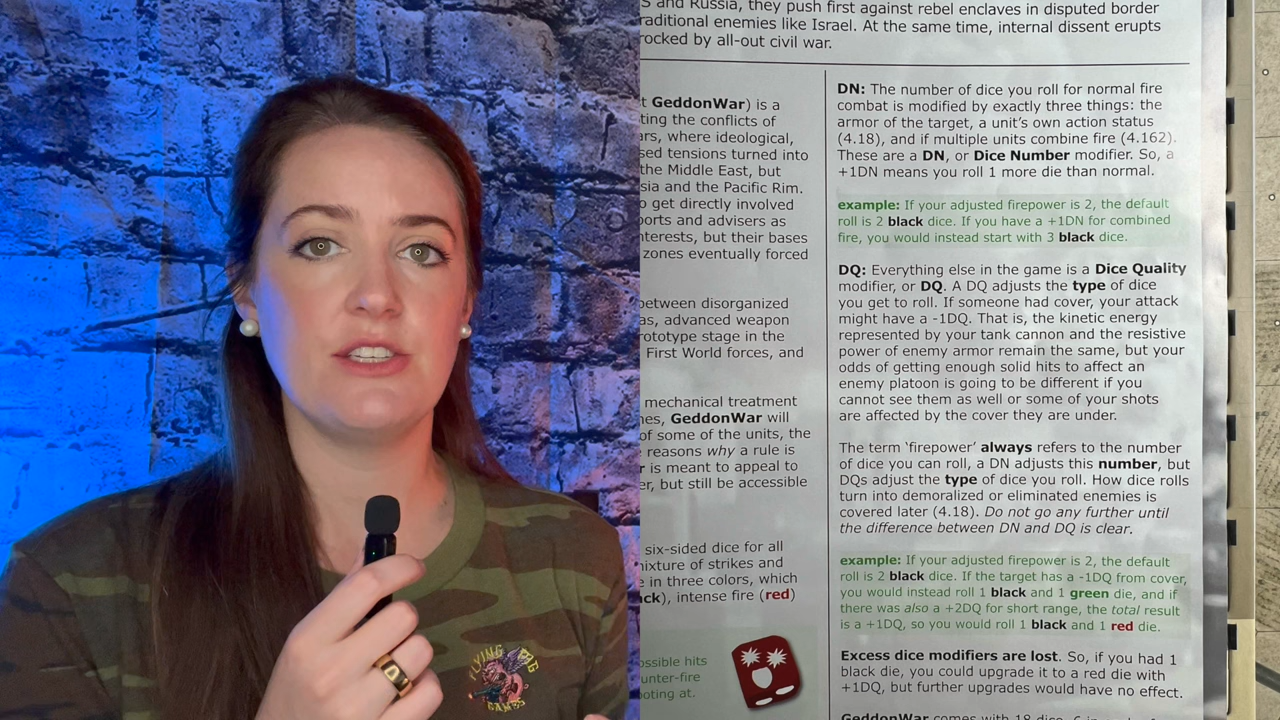 S and Russia, they push first against rebel enclaves in disputed border
raditional enemies like Israel. At the same time, internal dissent erupts
rocked by all-out civil war.
t GeddonWar) is a
ting the conflicts of
ars, where ideological,
sed tensions turned into
the Middle East, but
sia and the Pacific Rim.
o get directly involved
ports and advisers as
nterests, but their bases
zones eventually forced
between disorganized
as, advanced weapon
rototype stage in the
First World forces, and
mechanical treatment
nes, GeddonWar will
of some of the units, the
reasons why a rule is
r is meant to appeal to
er, but still be accessible
six-sided dice for all
nixture of strikes and
e in three colors, which
ck), intense fire (red)
ossible hits
unter-fire
ooting at.
DN: The number of dice you roll for normal fire
combat is modified by exactly three things: the
armor of the target, a unit's own action status
(4.18), and if multiple units combine fire (4.162).
These are a DN, or Dice Number modifier. So, a
+1DN means you roll 1 more die than normal.
example: If your adjusted firepower is 2, the default
roll is 2 black dice. If you have a +1DN for combined
fire, you would instead start with 3 black dice.
DQ: Everything else in the game is a Dice Quality
modifier, or DQ. A DQ adjusts the type of dice
you get to roll. If someone had cover, your attack
might have a -1DQ. That is, the kinetic energy
represented by your tank cannon and the resistive
power of enemy armor remain the same, but your
odds of getting enough solid hits to affect an
enemy platoon is going to be different if you
cannot see them as well or some of your shots
are affected by the cover they are under.
The term 'firepower' always refers to the number
of dice you can roll, a DN adjusts this number, but
DQs adjust the type of dice you roll. How dice rolls
turn into demoralized or eliminated enemies is
covered later (4.18). Do not go any further until
the difference between DN and DQ is clear.
example: If your adjusted firepower is 2, the default
roll is 2 black dice. If the target has a -1DQ from cover,
you would instead roll 1 black and 1 green die, and if
there was also a +2DQ for short range, the total result
is a +1DQ, so you would roll 1 black and 1 red die.
Excess dice modifiers are lost. So, if you had 1
black die, you could upgrade it to a red die with
+1DQ, but further upgrades would have no effect.
GeddonWar comes with 18 dice, 6 in
FLYING PIG
GAMES